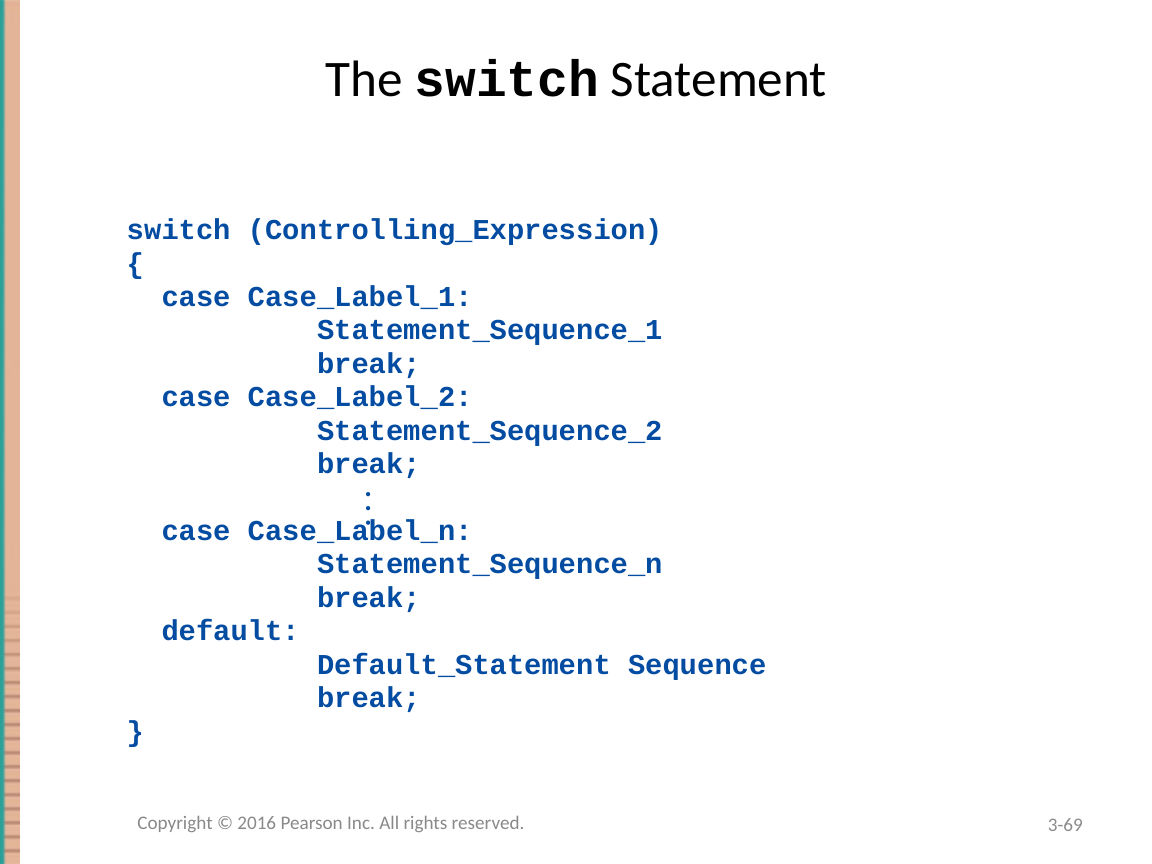 The switch Statement
switch (Controlling_Expression)
{
  case Case_Label_1:
           Statement_Sequence_1
           break;
  case Case_Label_2:
           Statement_Sequence_2
           break;
.
.
.
  case Case_Label_n:
           Statement_Sequence_n
           break;
  default:
           Default_Statement Sequence
           break;
}
Copyright © 2016 Pearson Inc. All rights reserved.
3-69